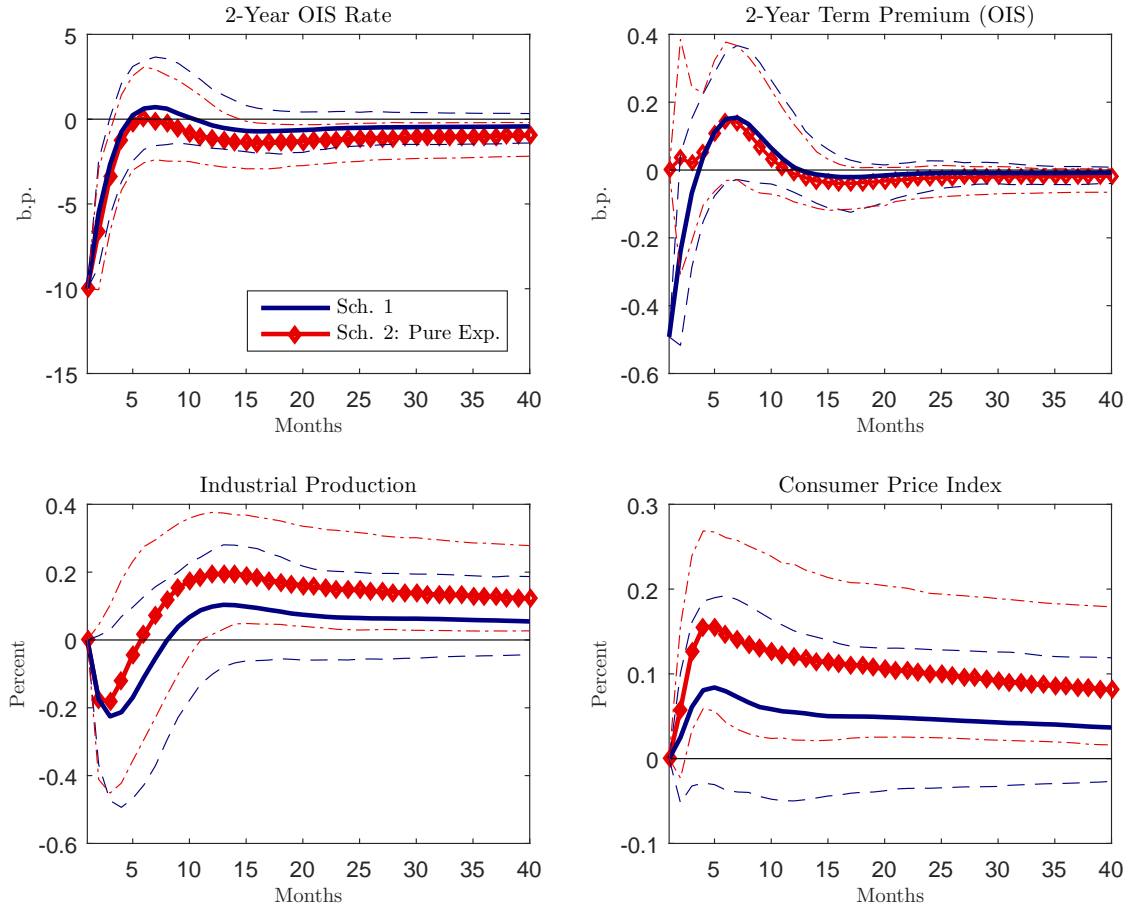 2-Year OIS Rate
5
0
-5
-10
-15
b.p.
Sch. 1
Sch. 2: Pure Exp.
5 10 15 20 25 30 35 40
Months
2-Year Term Premium (OIS)
0.4
0.2
0
-0.2
-0.4
-0.6
b.p.
5 10 15 20 25 30 35 40
Months
Industrial Production
0.4
0.2
0
-0.2
-0.4
-0.6
Percent
5 10 15 20 25 30 35 40
Months
Consumer Price Index
0.3
0.2
0.1
0
-0.1
Percent
5 10 15 20 25 30 35 40
Months